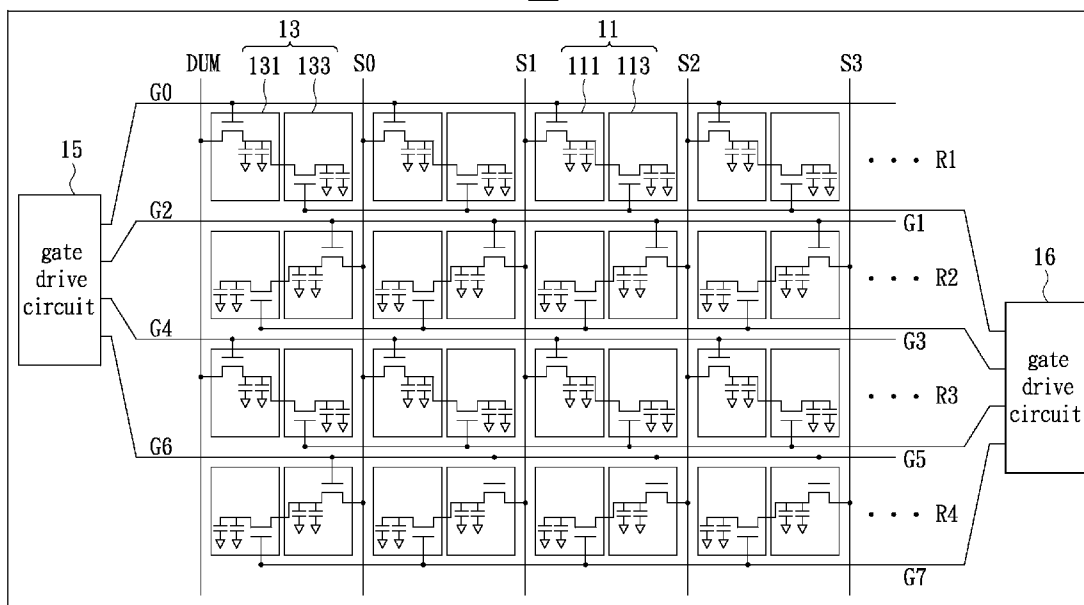 13
11
DUM
131
133
S0
S1
111
113
S2
S3
G0
R1
15
gate
drive
circuit
G2
G1
R2
16
gate
drive
circuit
G4
G3
R3
G6
G5
R4
G7